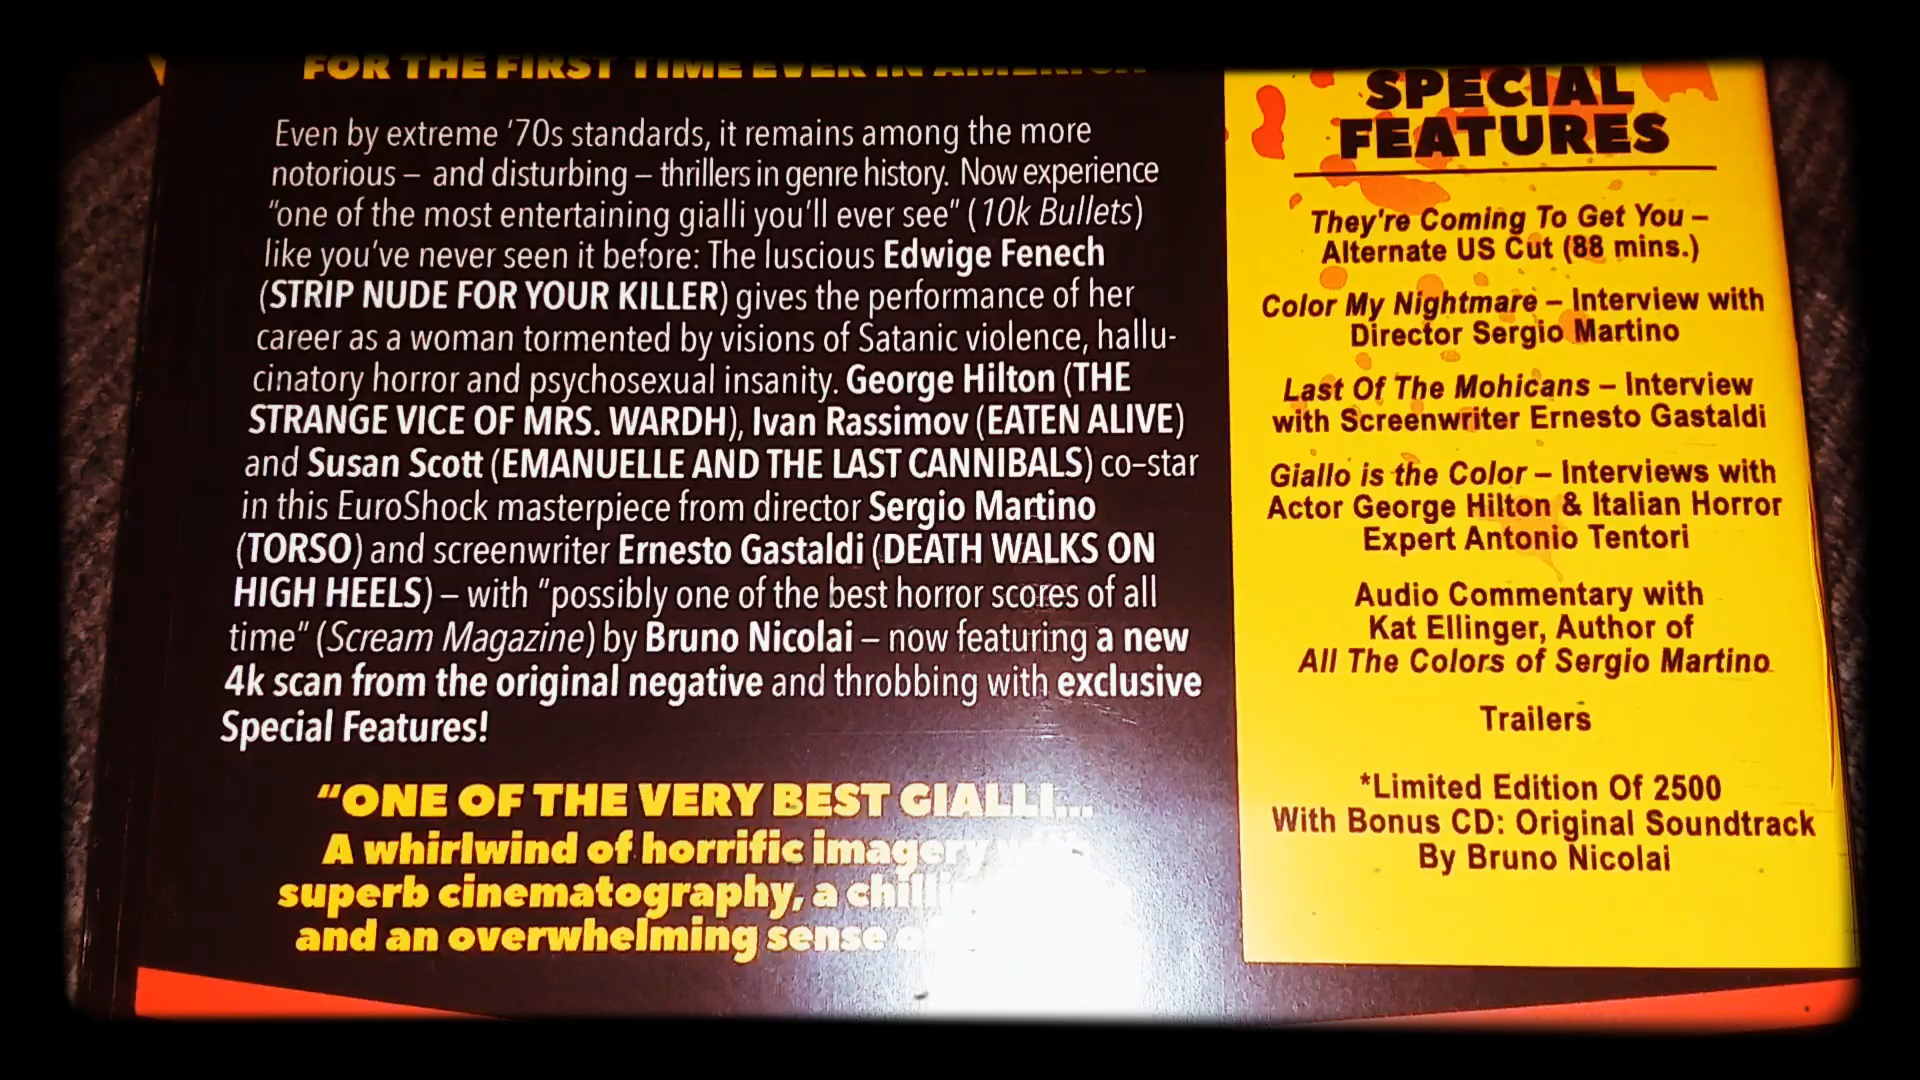 FOR THE FIRST TIME EVER IN AMERICA
Even by extreme '70s standards, it remains among the more
notorious – and disturbing – thrillers in genre history. Now experience
"one of the most entertaining gialli you'll ever see" (10k Bullets)
like you've never seen it before: The luscious Edwige Fenech
(STRIP NUDE FOR YOUR KILLER) gives the performance of her
career as a woman tormented by visions of Satanic violence, hallu-
cinatory horror and psychosexual insanity. George Hilton (THE
STRANGE VICE OF MRS. WARDH), Ivan Rassimov (EATEN ALIVE)
and Susan Scott (EMANUELLE AND THE LAST CANNIBALS) co-star
in this EuroShock masterpiece from director Sergio Martino
(TORSO) and screenwriter Ernesto Gastaldi (DEATH WALKS ON
HIGH HEELS) – with "possibly one of the best horror scores of all
time" (Scream Magazine) by Bruno Nicolai – now featuring a new
4k scan from the original negative and throbbing with exclusive
Special Features!
"ONE OF THE VERY BEST GIALLI...
A whirlwind of horrific imagery
superb cinematography, a
and an overwhelming sense
SPECIAL
FEATURES
They're Coming To Get You –
Alternate US Cut (88 mins.)
Color My Nightmare – Interview with
Director Sergio Martino
Last Of The Mohicans – Interview
with Screenwriter Ernesto Gastaldi
Giallo is the Color – Interviews with
Actor George Hilton & Italian Horror
Expert Antonio Tentori
Audio Commentary with
Kat Ellinger, Author of
All The Colors of Sergio Martino
Trailers
*Limited Edition Of 2500
With Bonus CD: Original Soundtrack
By Bruno Nicolai